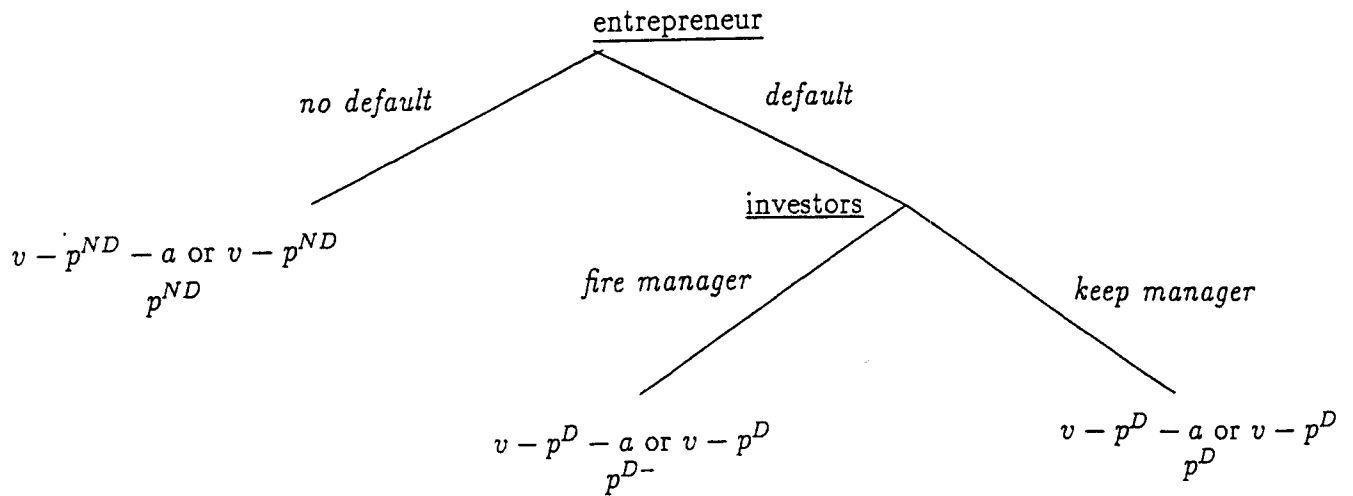 entrepreneur
no default
default
investors
v − p^{ND} − a or v − p^{ND}
p^{ND}
fire manager
keep manager
v − p^D − a or v − p^D
p^{D−}
v − p^D − a or v − p^D
p^D